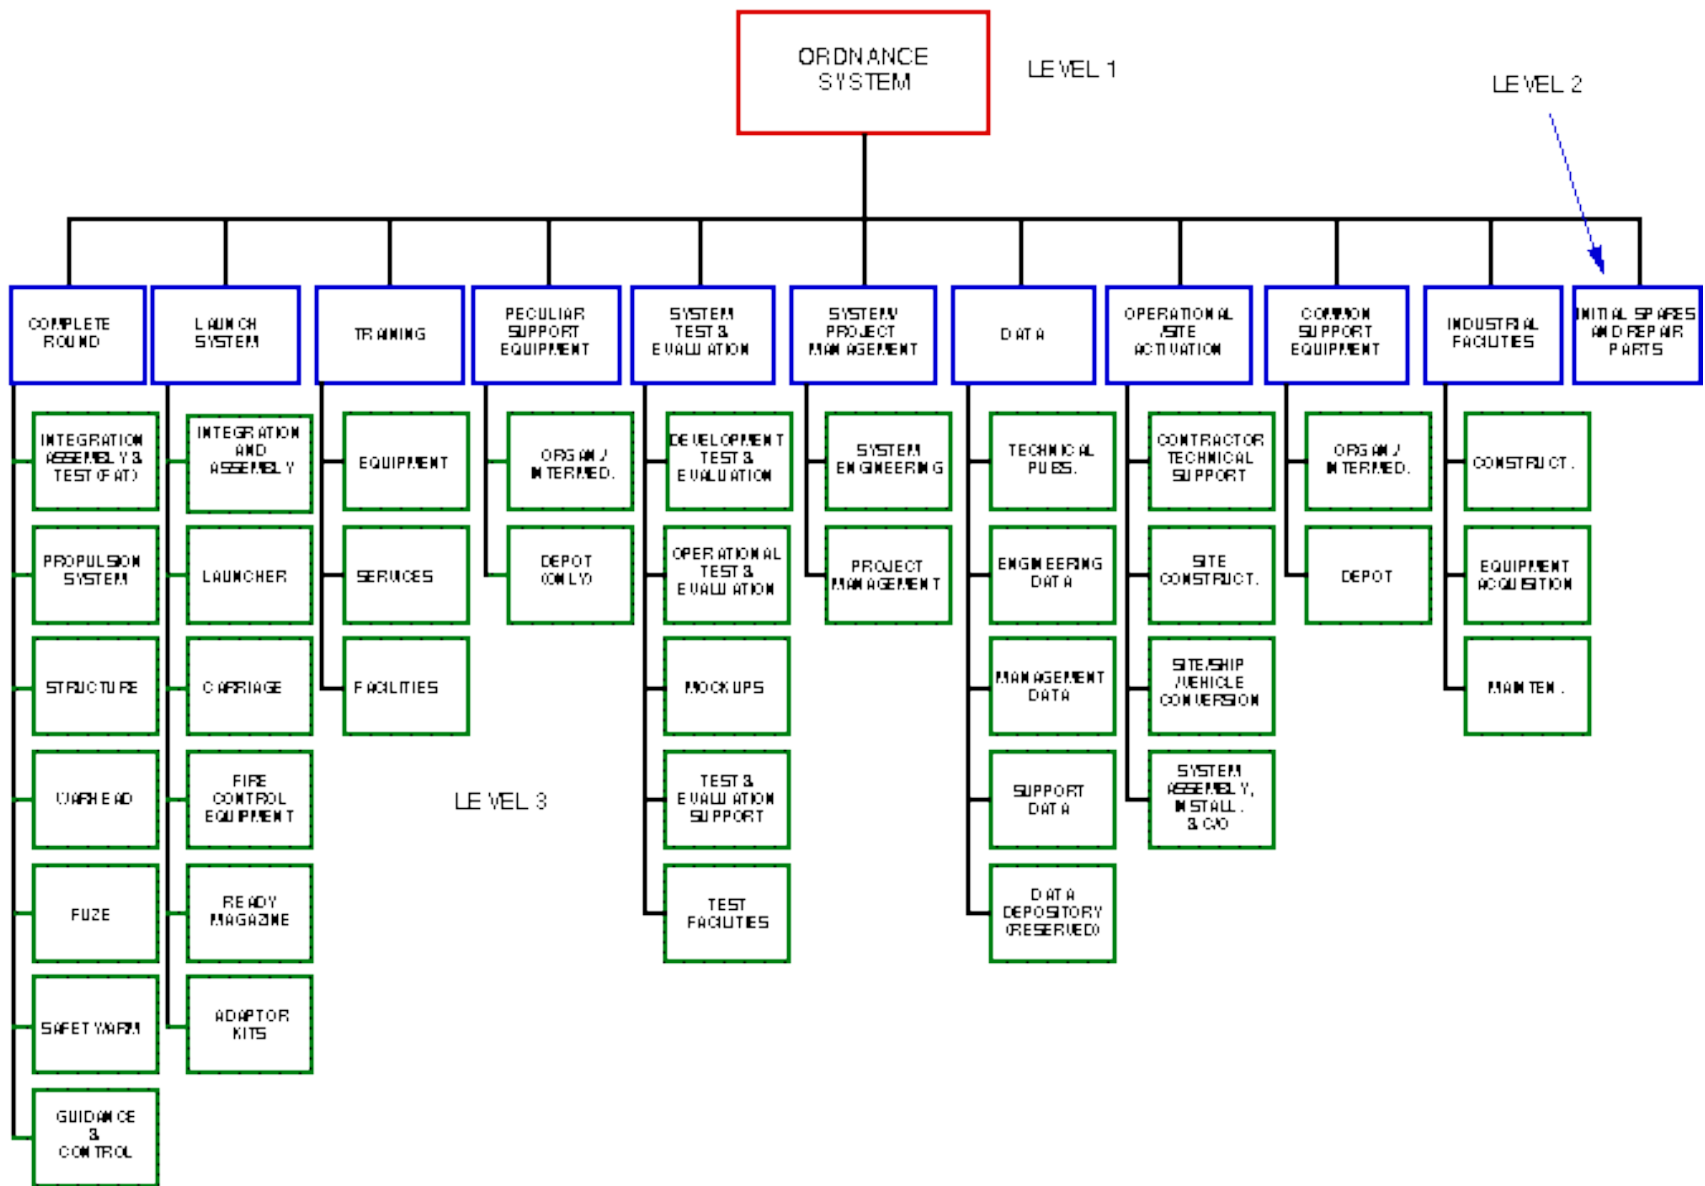 ORDNANCE
SYSTEM
LEVEL 1
LEVEL 2
COMPLETE
ROUND
LAUNCH
SYSTEM
TRAINING
PECULIAR
SUPPORT
EQUIPMENT
SYSTEM
TEST &
EVALUATION
SYSTEM/
PROJECT
MANAGEMENT
DATA
OPERATIONAL
/SITE
ACTIVATION
COMMON
SUPPORT
EQUIPMENT
INDUSTRIAL
FACILITIES
INITIAL SPARES
AND REPAIR
PARTS
INTEGRATION
ASSEMBLY &
TEST (FAT)
PROPULSION
SYSTEM
STRUCTURE
WARHEAD
FUZE
SAFETY/ARM
GUIDANCE
&
CONTROL
INTEGRATION
AND
ASSEMBLY
LAUNCHER
CARRIAGE
FIRE
CONTROL
EQUIPMENT
READY
MAGAZINE
ADAPTOR
KITS
EQUIPMENT
SERVICES
FACILITIES
LEVEL 3
ORGAN./
INTERMED.
DEPOT
(ONLY)
DEVELOPMENT
TEST &
EVALUATION
OPERATIONAL
TEST &
EVALUATION
MOCKUPS
TEST &
EVALUATION
SUPPORT
TEST
FACILITIES
SYSTEM
ENGINEERING
PROJECT
MANAGEMENT
TECHNICAL
PUBS.
ENGINEERING
DATA
MANAGEMENT
DATA
SUPPORT
DATA
DATA
DEPOSITORY
(RESERVED)
CONTRACTOR
TECHNICAL
SUPPORT
SITE
CONSTRUCT.
SITE/SHIP
/VEHICLE
CONVERSION
SYSTEM
ASSEMBLY,
INSTALL.
& C/O
ORGAN./
INTERMED.
DEPOT
CONSTRUCT.
EQUIPMENT
ACQUISITION
MAINTEN.